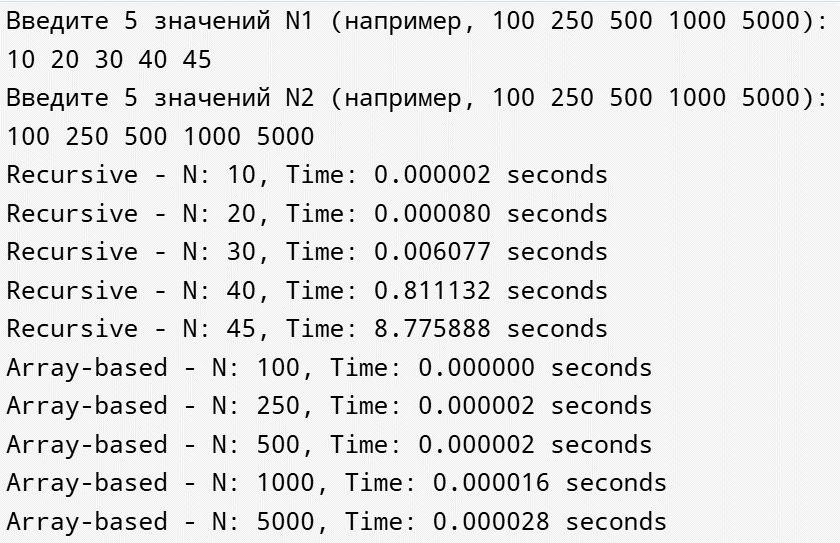 Введите 5 значений N1 (например, 100 250 500 1000 5000):
10 20 30 40 45
Введите 5 значений N2 (например, 100 250 500 1000 5000):
100 250 500 1000 5000
Recursive - N: 10, Time: 0.000002 seconds
Recursive - N: 20, Time: 0.000080 seconds
Recursive - N: 30, Time: 0.006077 seconds
Recursive - N: 40, Time: 0.811132 seconds
Recursive - N: 45, Time: 8.775888 seconds
Array-based - N: 100, Time: 0.000000 seconds
Array-based - N: 250, Time: 0.000002 seconds
Array-based - N: 500, Time: 0.000002 seconds
Array-based - N: 1000, Time: 0.000016 seconds
Array-based - N: 5000, Time: 0.000028 seconds